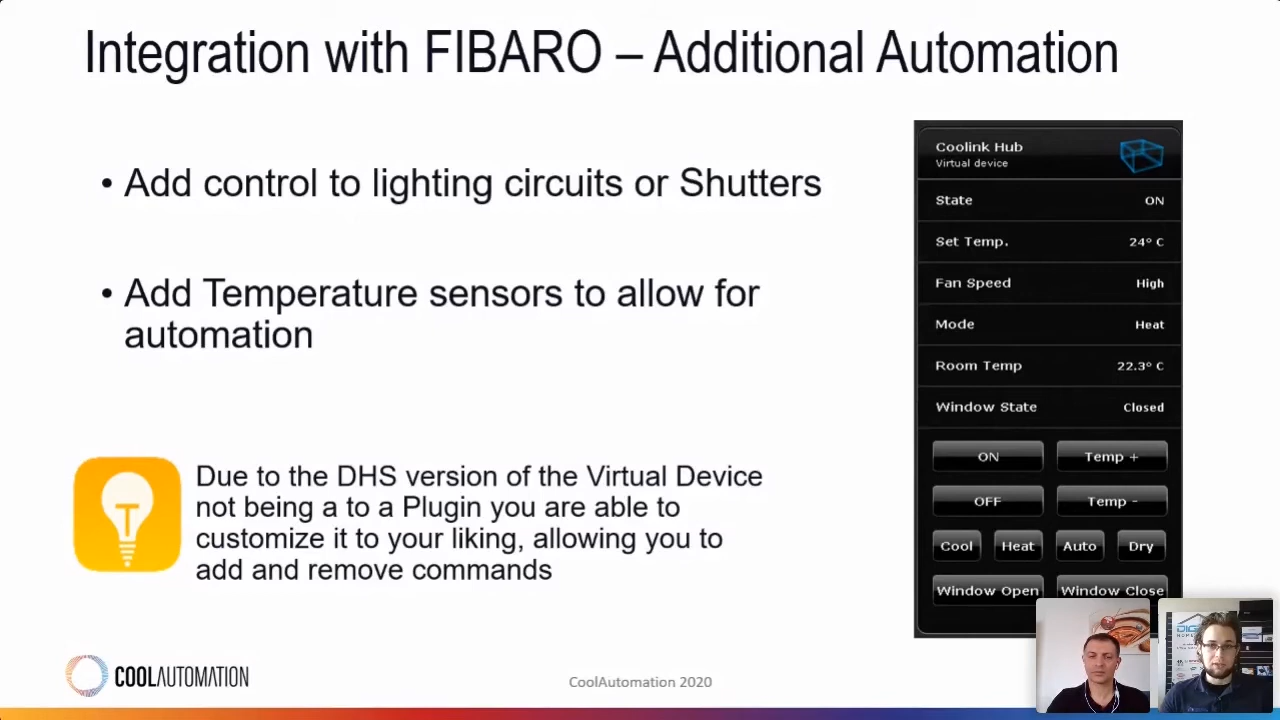 Integration with FIBARO – Additional Automation
• Add control to lighting circuits or Shutters
• Add Temperature sensors to allow for
automation
T
Due to the DHS version of the Virtual Device
not being a to a Plugin you are able to
customize it to your liking, allowing you to
add and remove commands
Coolink Hub
Virtual device
State ON
Set Temp. 24° C
Fan Speed High
Mode Heat
Room Temp 22.3° C
Window State Closed
ON Temp +
OFF Temp -
Cool Heat Auto Dry
Window Open Window Close
COOLAUTOMATION
CoolAutomation 2020